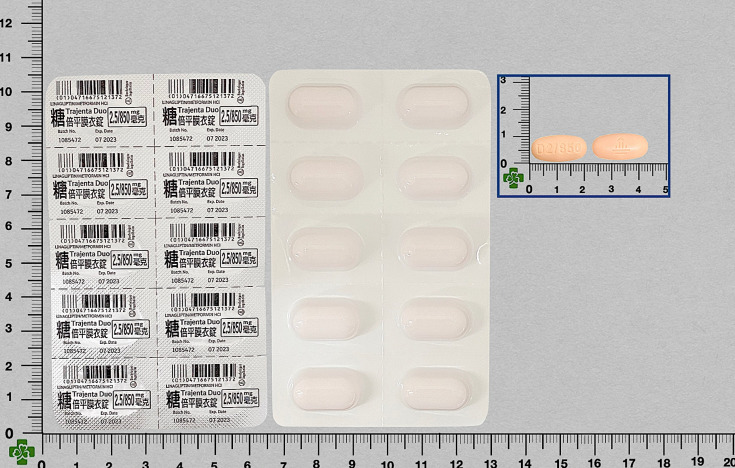 (01)04716675121372 (01)04716675121372
LINAGLIPTIN/METFORMIN HCl LINAGLIPTIN/METFORMIN HCl
糖 Trajenta Duo 2.5/850 mg 糖 Trajenta Duo 2.5/850 mg
倍平膜衣錠 毫克 倍平膜衣錠 毫克
Batch No. Exp. Date Batch No. Exp. Date
1085472 07 2023 1085472 07 2023
(01)04716675121372 (01)04716675121372
LINAGLIPTIN/METFORMIN HCl LINAGLIPTIN/METFORMIN HCl
糖 Trajenta Duo 2.5/850 mg 糖 Trajenta Duo 2.5/850 mg
倍平膜衣錠 毫克 倍平膜衣錠 毫克
Batch No. Exp. Date Batch No. Exp. Date
1085472 07 2023 1085472 07 2023
(01)04716675121372 (01)04716675121372
LINAGLIPTIN/METFORMIN HCl LINAGLIPTIN/METFORMIN HCl
糖 Trajenta Duo 2.5/850 mg 糖 Trajenta Duo 2.5/850 mg
倍平膜衣錠 毫克 倍平膜衣錠 毫克
Batch No. Exp. Date Batch No. Exp. Date
1085472 07 2023 1085472 07 2023
(01)04716675121372 (01)04716675121372
LINAGLIPTIN/METFORMIN HCl LINAGLIPTIN/METFORMIN HCl
糖 Trajenta Duo 2.5/850 mg 糖 Trajenta Duo 2.5/850 mg
倍平膜衣錠 毫克 倍平膜衣錠 毫克
Batch No. Exp. Date Batch No. Exp. Date
1085472 07 2023 1085472 07 2023
(01)04716675121372 (01)04716675121372
LINAGLIPTIN/METFORMIN HCl LINAGLIPTIN/METFORMIN HCl
糖 Trajenta Duo 2.5/850 mg 糖 Trajenta Duo 2.5/850 mg
倍平膜衣錠 毫克 倍平膜衣錠 毫克
Batch No. Exp. Date Batch No. Exp. Date
1085472 07 2023 1085472 07 2023
D2/850
3
2
1
0
0 1 2 3 4 5
12
11
10
9
8
7
6
5
4
3
2
1
0
0 1 2 3 4 5 6 7 8 9 10 11 12 13 14 15 16 17 18 19 20